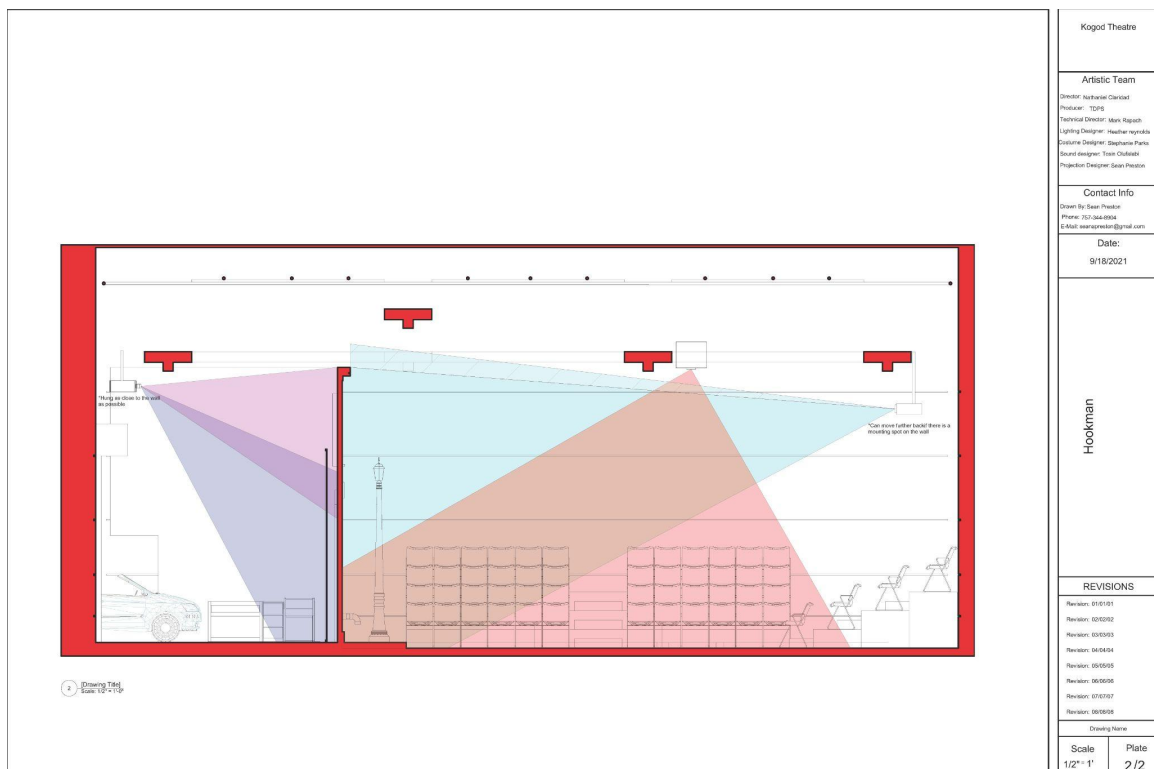 Kogod Theatre
Artistic Team
Director: Nathaniel Claridad
Producer: TDPS
Technical Director: Mark Rapach
Lighting Designer: Heather reynolds
Costume Designer: Stephanie Parks
Sound designer: Tosin Olufolabi
Projection Designer: Sean Preston
Contact Info
Drawn By: Sean Preston
Phone: 757-344-8904
E-Mail: seanapreston@gmail.com
Date:
9/18/2021
*Hung as close to the wall
as possible
*Can move further back if there is a
mounting spot on the wall
Hookman
REVISIONS
Revision: 01/01/01
Revision: 02/02/02
Revision: 03/03/03
Revision: 04/04/04
Revision: 05/05/05
Revision: 06/06/06
Revision: 07/07/07
Revision: 08/08/08
2
[Drawing Title]
Scale: 1/2" = 1'-0"
Drawing Name
Scale
1/2" = 1'
Plate
2/2